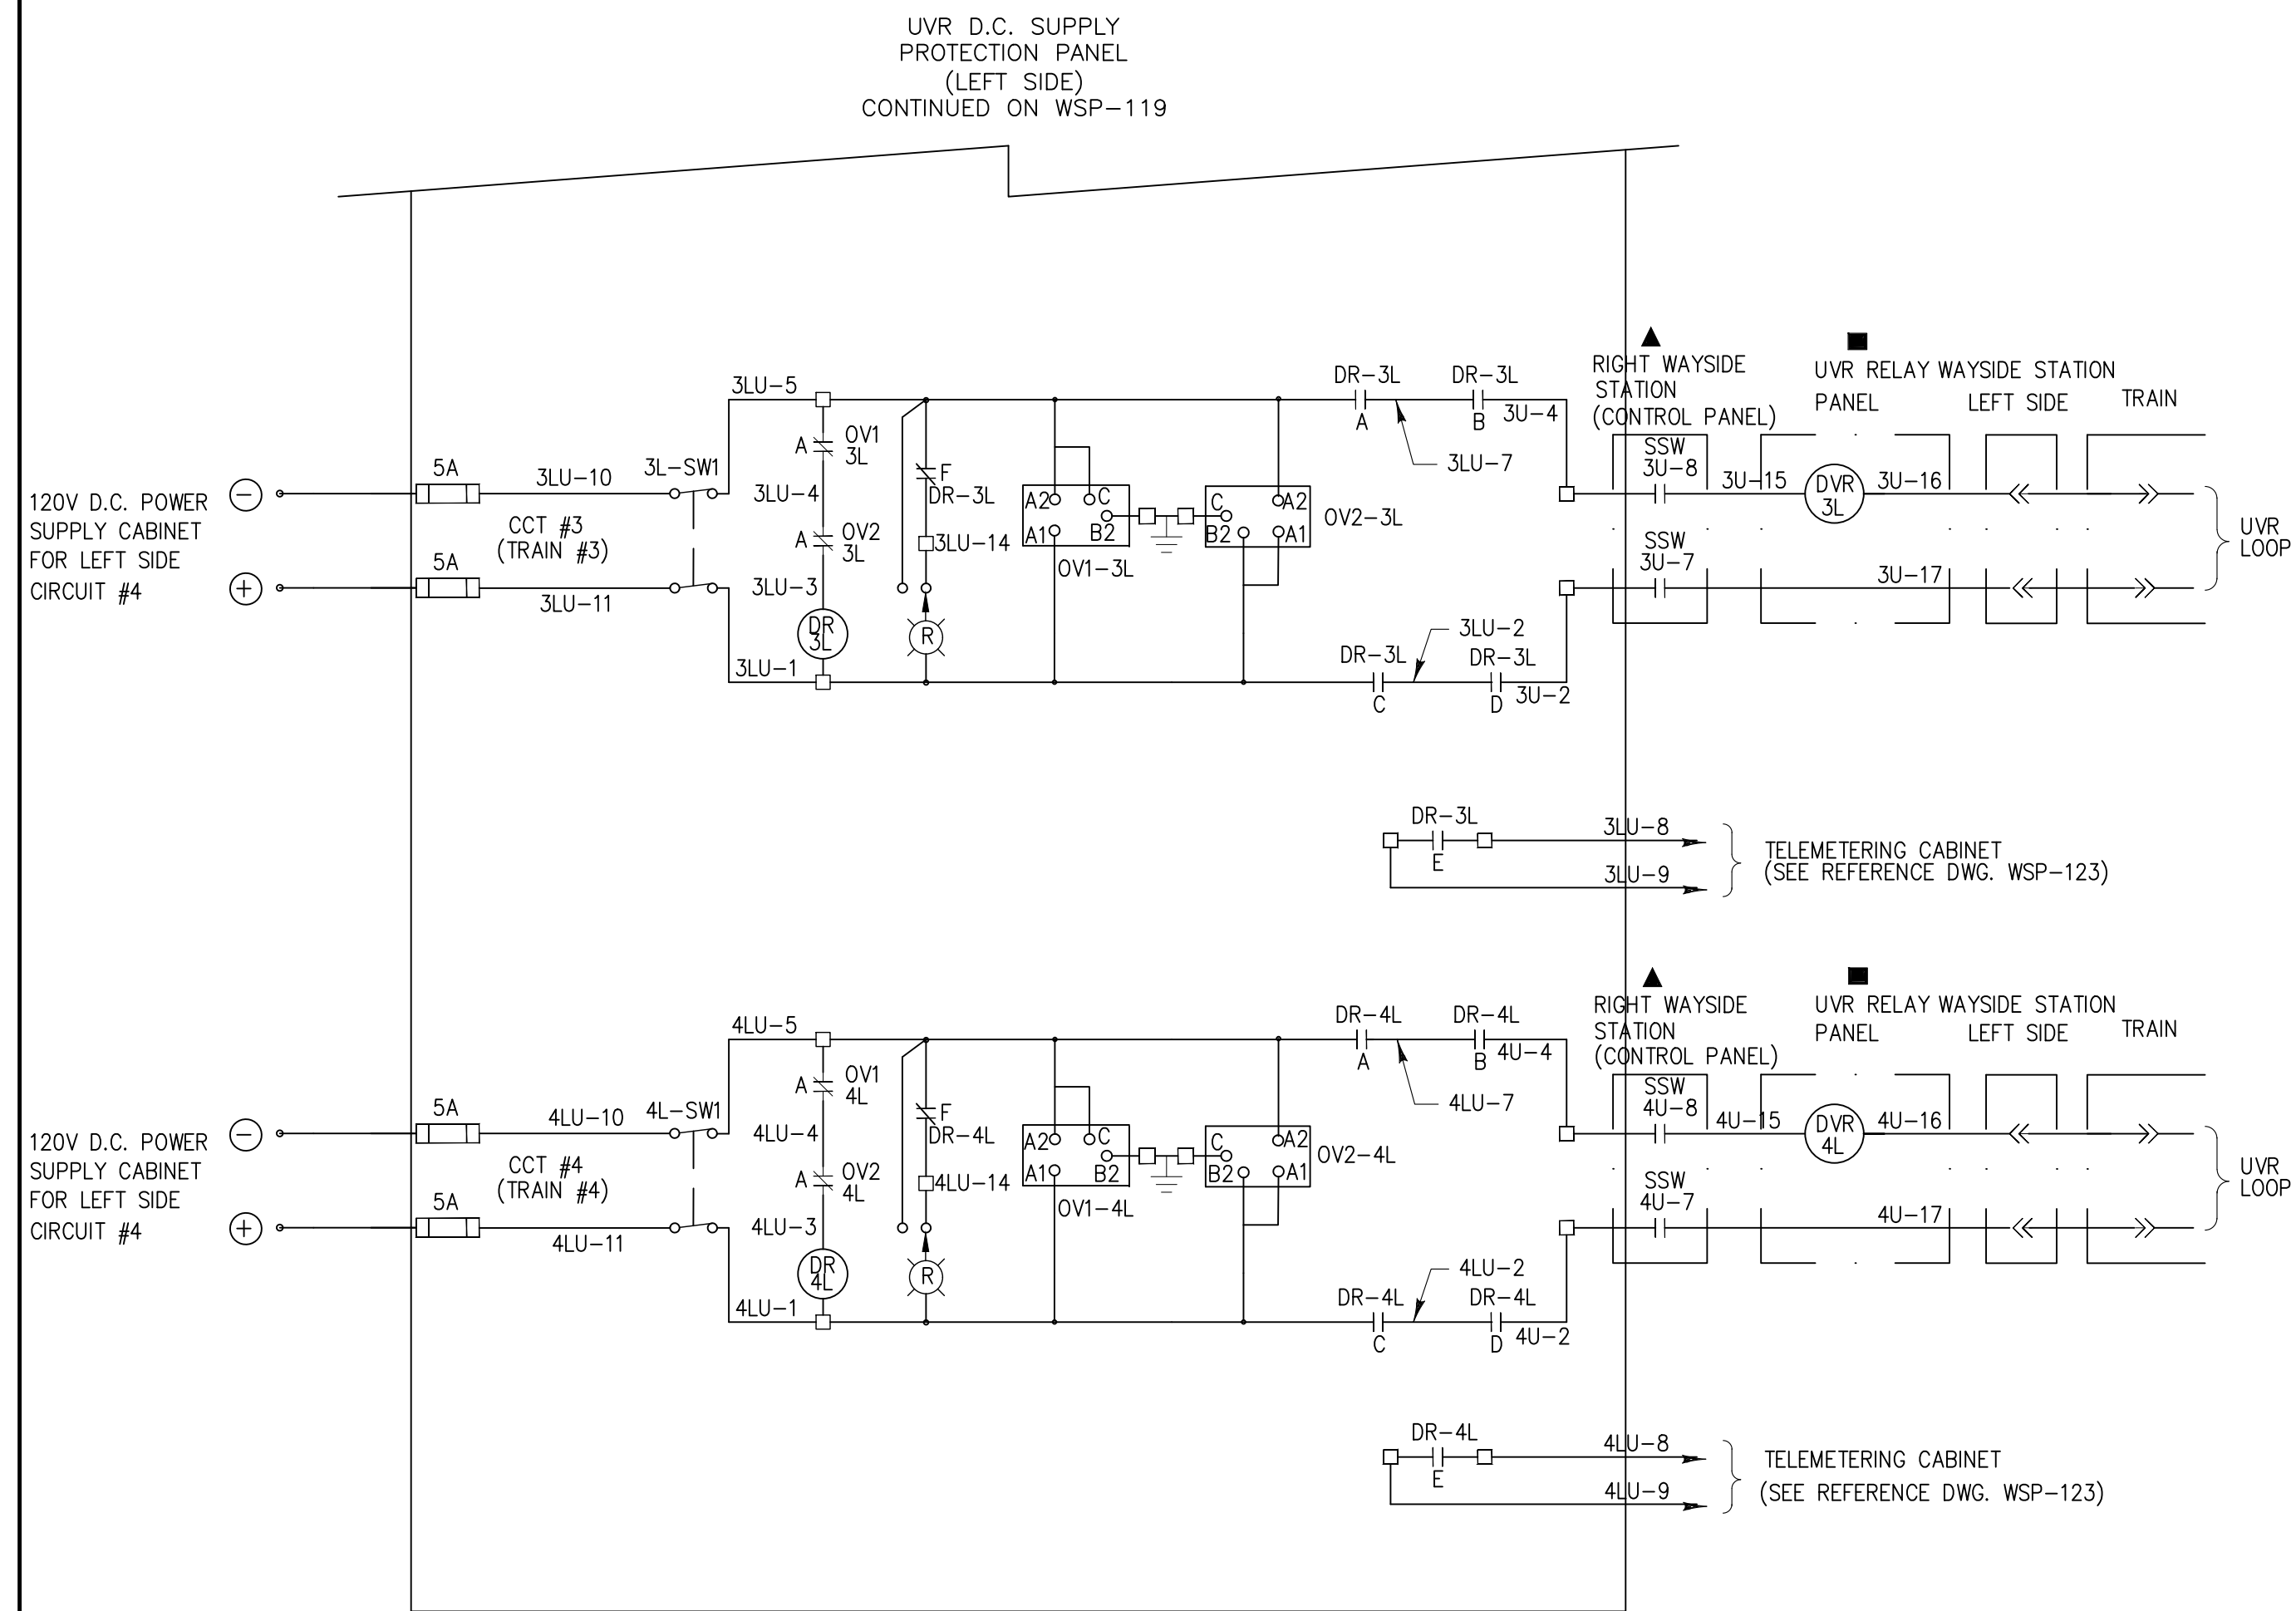 UVR D.C. SUPPLY
PROTECTION PANEL
(LEFT SIDE)
CONTINUED ON WSP-119
120V D.C. POWER
SUPPLY CABINET
FOR LEFT SIDE
CIRCUIT #4
−
+
5A
5A
3LU-10
CCT #3
(TRAIN #3)
3LU-11
3L-SW1
3LU-5
A
OV1
3L
3LU-4
A
OV2
3L
3LU-3
DR
3L
3LU-1
F
DR-3L
3LU-14
R
A2
C
A1
B2
OV1-3L
C
A2
B2
A1
OV2-3L
DR-3L
A
DR-3L
B
3U-4
3LU-7
3LU-2
DR-3L
C
DR-3L
D
3U-2
RIGHT WAYSIDE
STATION
(CONTROL PANEL)
SSW
3U-8
SSW
3U-7
UVR RELAY
PANEL
3U-15
DVR
3L
3U-16
3U-17
WAYSIDE STATION
LEFT SIDE
TRAIN
UVR
LOOP
DR-3L
E
3LU-8
3LU-9
TELEMETERING CABINET
(SEE REFERENCE DWG. WSP-123)
120V D.C. POWER
SUPPLY CABINET
FOR LEFT SIDE
CIRCUIT #4
−
+
5A
5A
4LU-10
CCT #4
(TRAIN #4)
4LU-11
4L-SW1
4LU-5
A
OV1
4L
4LU-4
A
OV2
4L
4LU-3
DR
4L
4LU-1
F
DR-4L
4LU-14
R
A2
C
A1
B2
OV1-4L
C
A2
B2
A1
OV2-4L
DR-4L
A
DR-4L
B
4U-4
4LU-7
4LU-2
DR-4L
C
DR-4L
D
4U-2
RIGHT WAYSIDE
STATION
(CONTROL PANEL)
SSW
4U-8
SSW
4U-7
UVR RELAY
PANEL
4U-15
DVR
4L
4U-16
4U-17
WAYSIDE STATION
LEFT SIDE
TRAIN
UVR
LOOP
DR-4L
E
4LU-8
4LU-9
TELEMETERING CABINET
(SEE REFERENCE DWG. WSP-123)